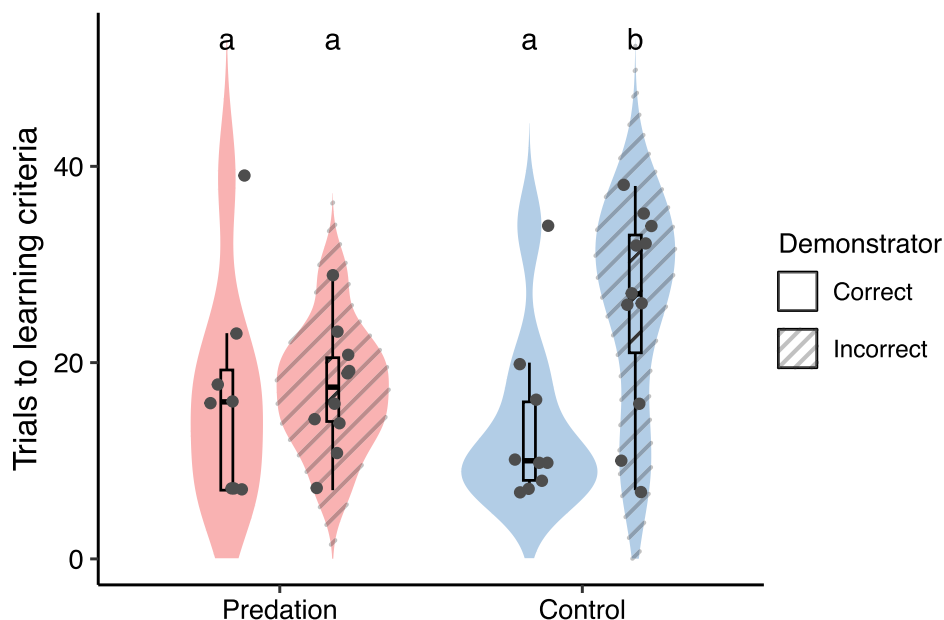 a a a b
Trials to learning criteria
40
20
0
Predation Control
Demonstrator
Correct
Incorrect